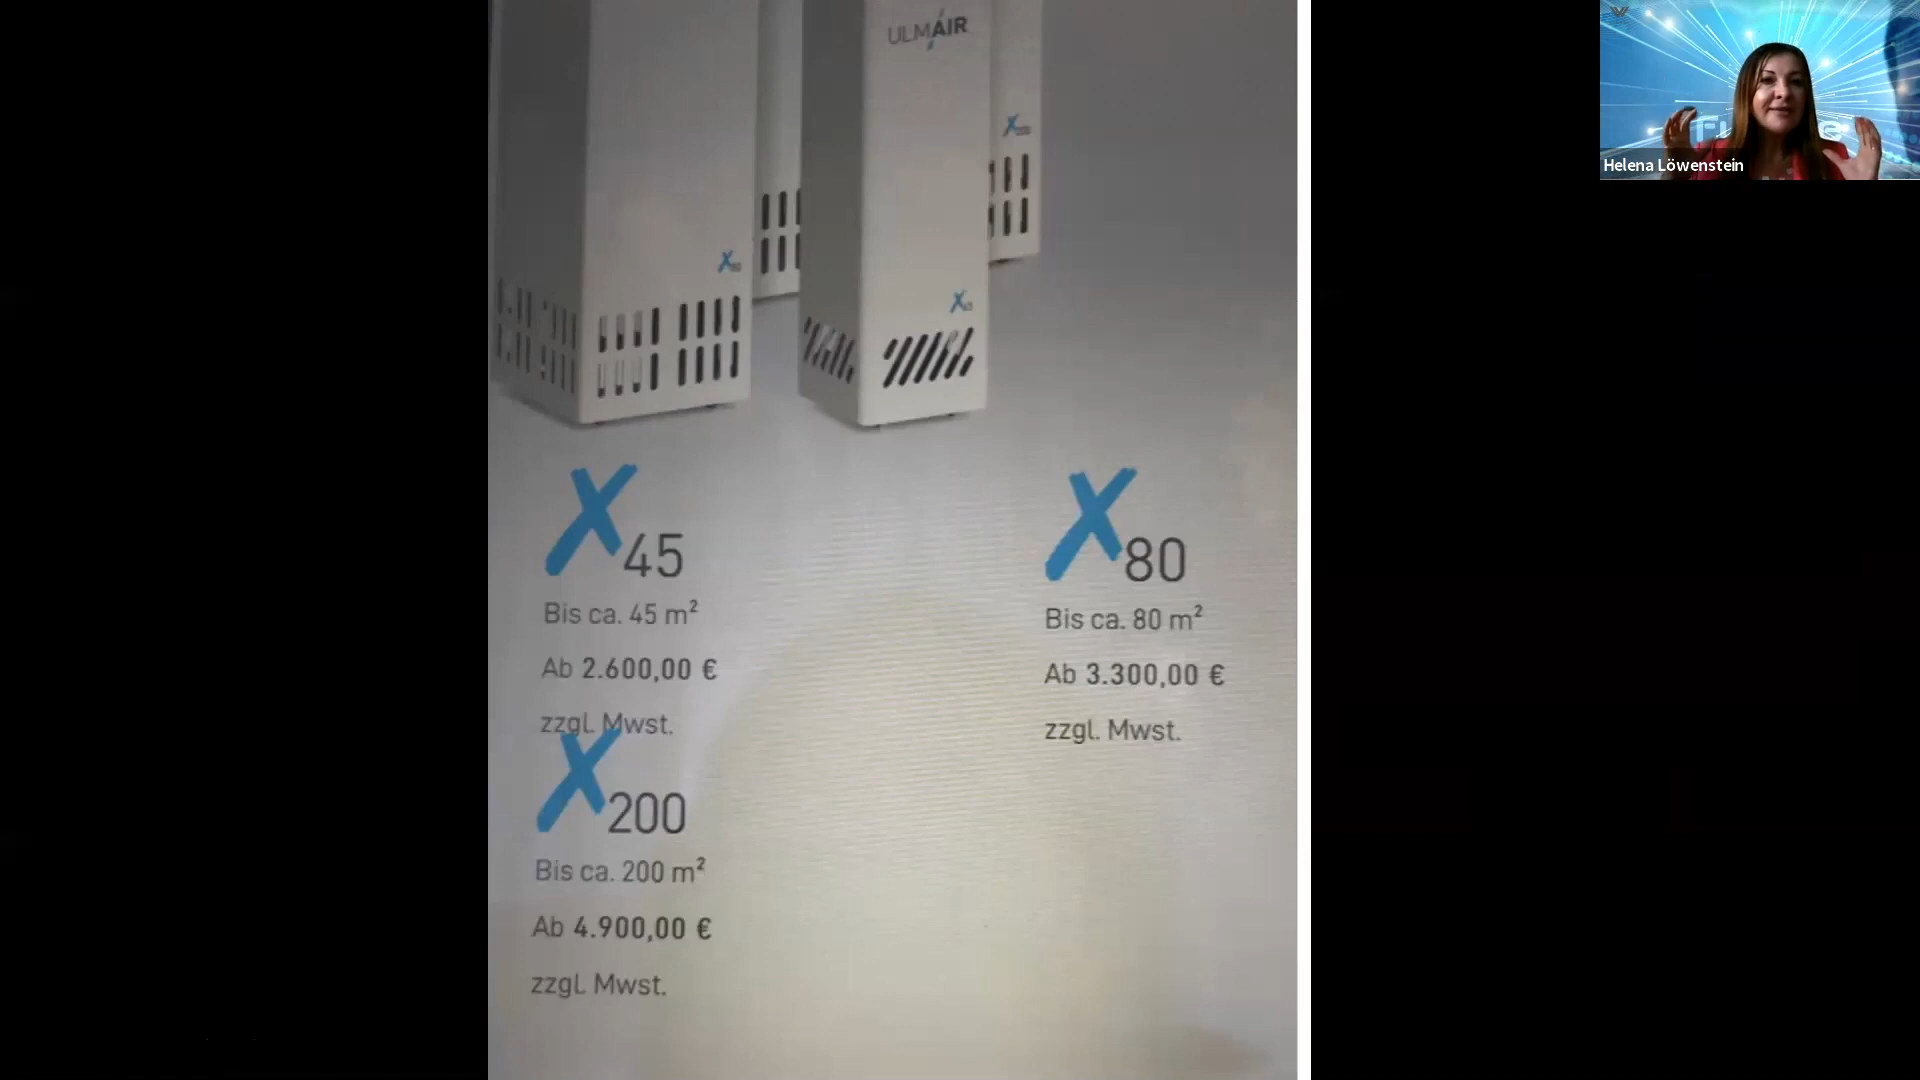 ULMAIR
X
X
X
X45
Bis ca. 45 m²
Ab 2.600,00 €
zzgl. Mwst.
X80
Bis ca. 80 m²
Ab 3.300,00 €
zzgl. Mwst.
X200
Bis ca. 200 m²
Ab 4.900,00 €
zzgl. Mwst.
Helena Löwenstein